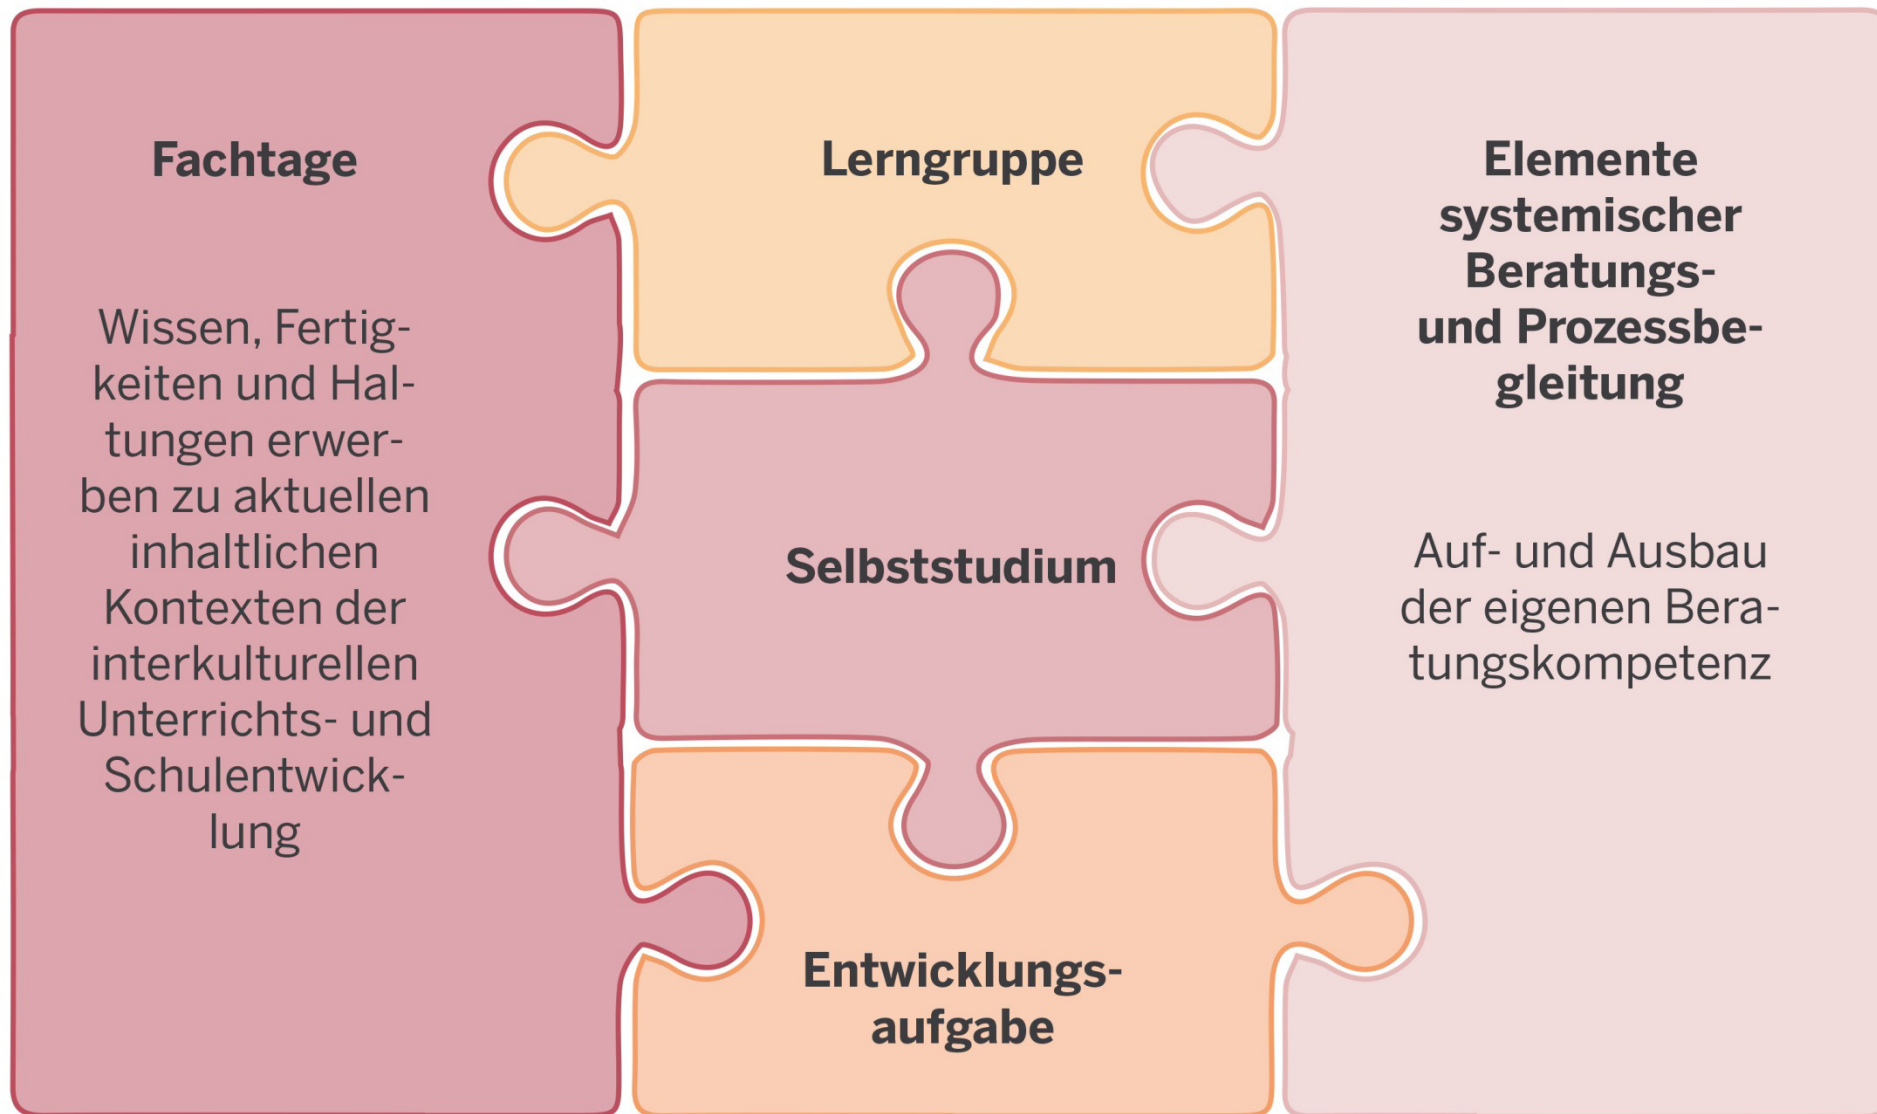 Fachtage
Wissen, Fertig-
keiten und Hal-
tungen erwer-
ben zu aktuellen
inhaltlichen
Kontexten der
interkulturellen
Unterrichts- und
Schulentwick-
lung
Lerngruppe
Selbststudium
Entwicklungs-
aufgabe
Elemente
systemischer
Beratungs-
und Prozessbe-
gleitung
Auf- und Ausbau
der eigenen Bera-
tungskompetenz